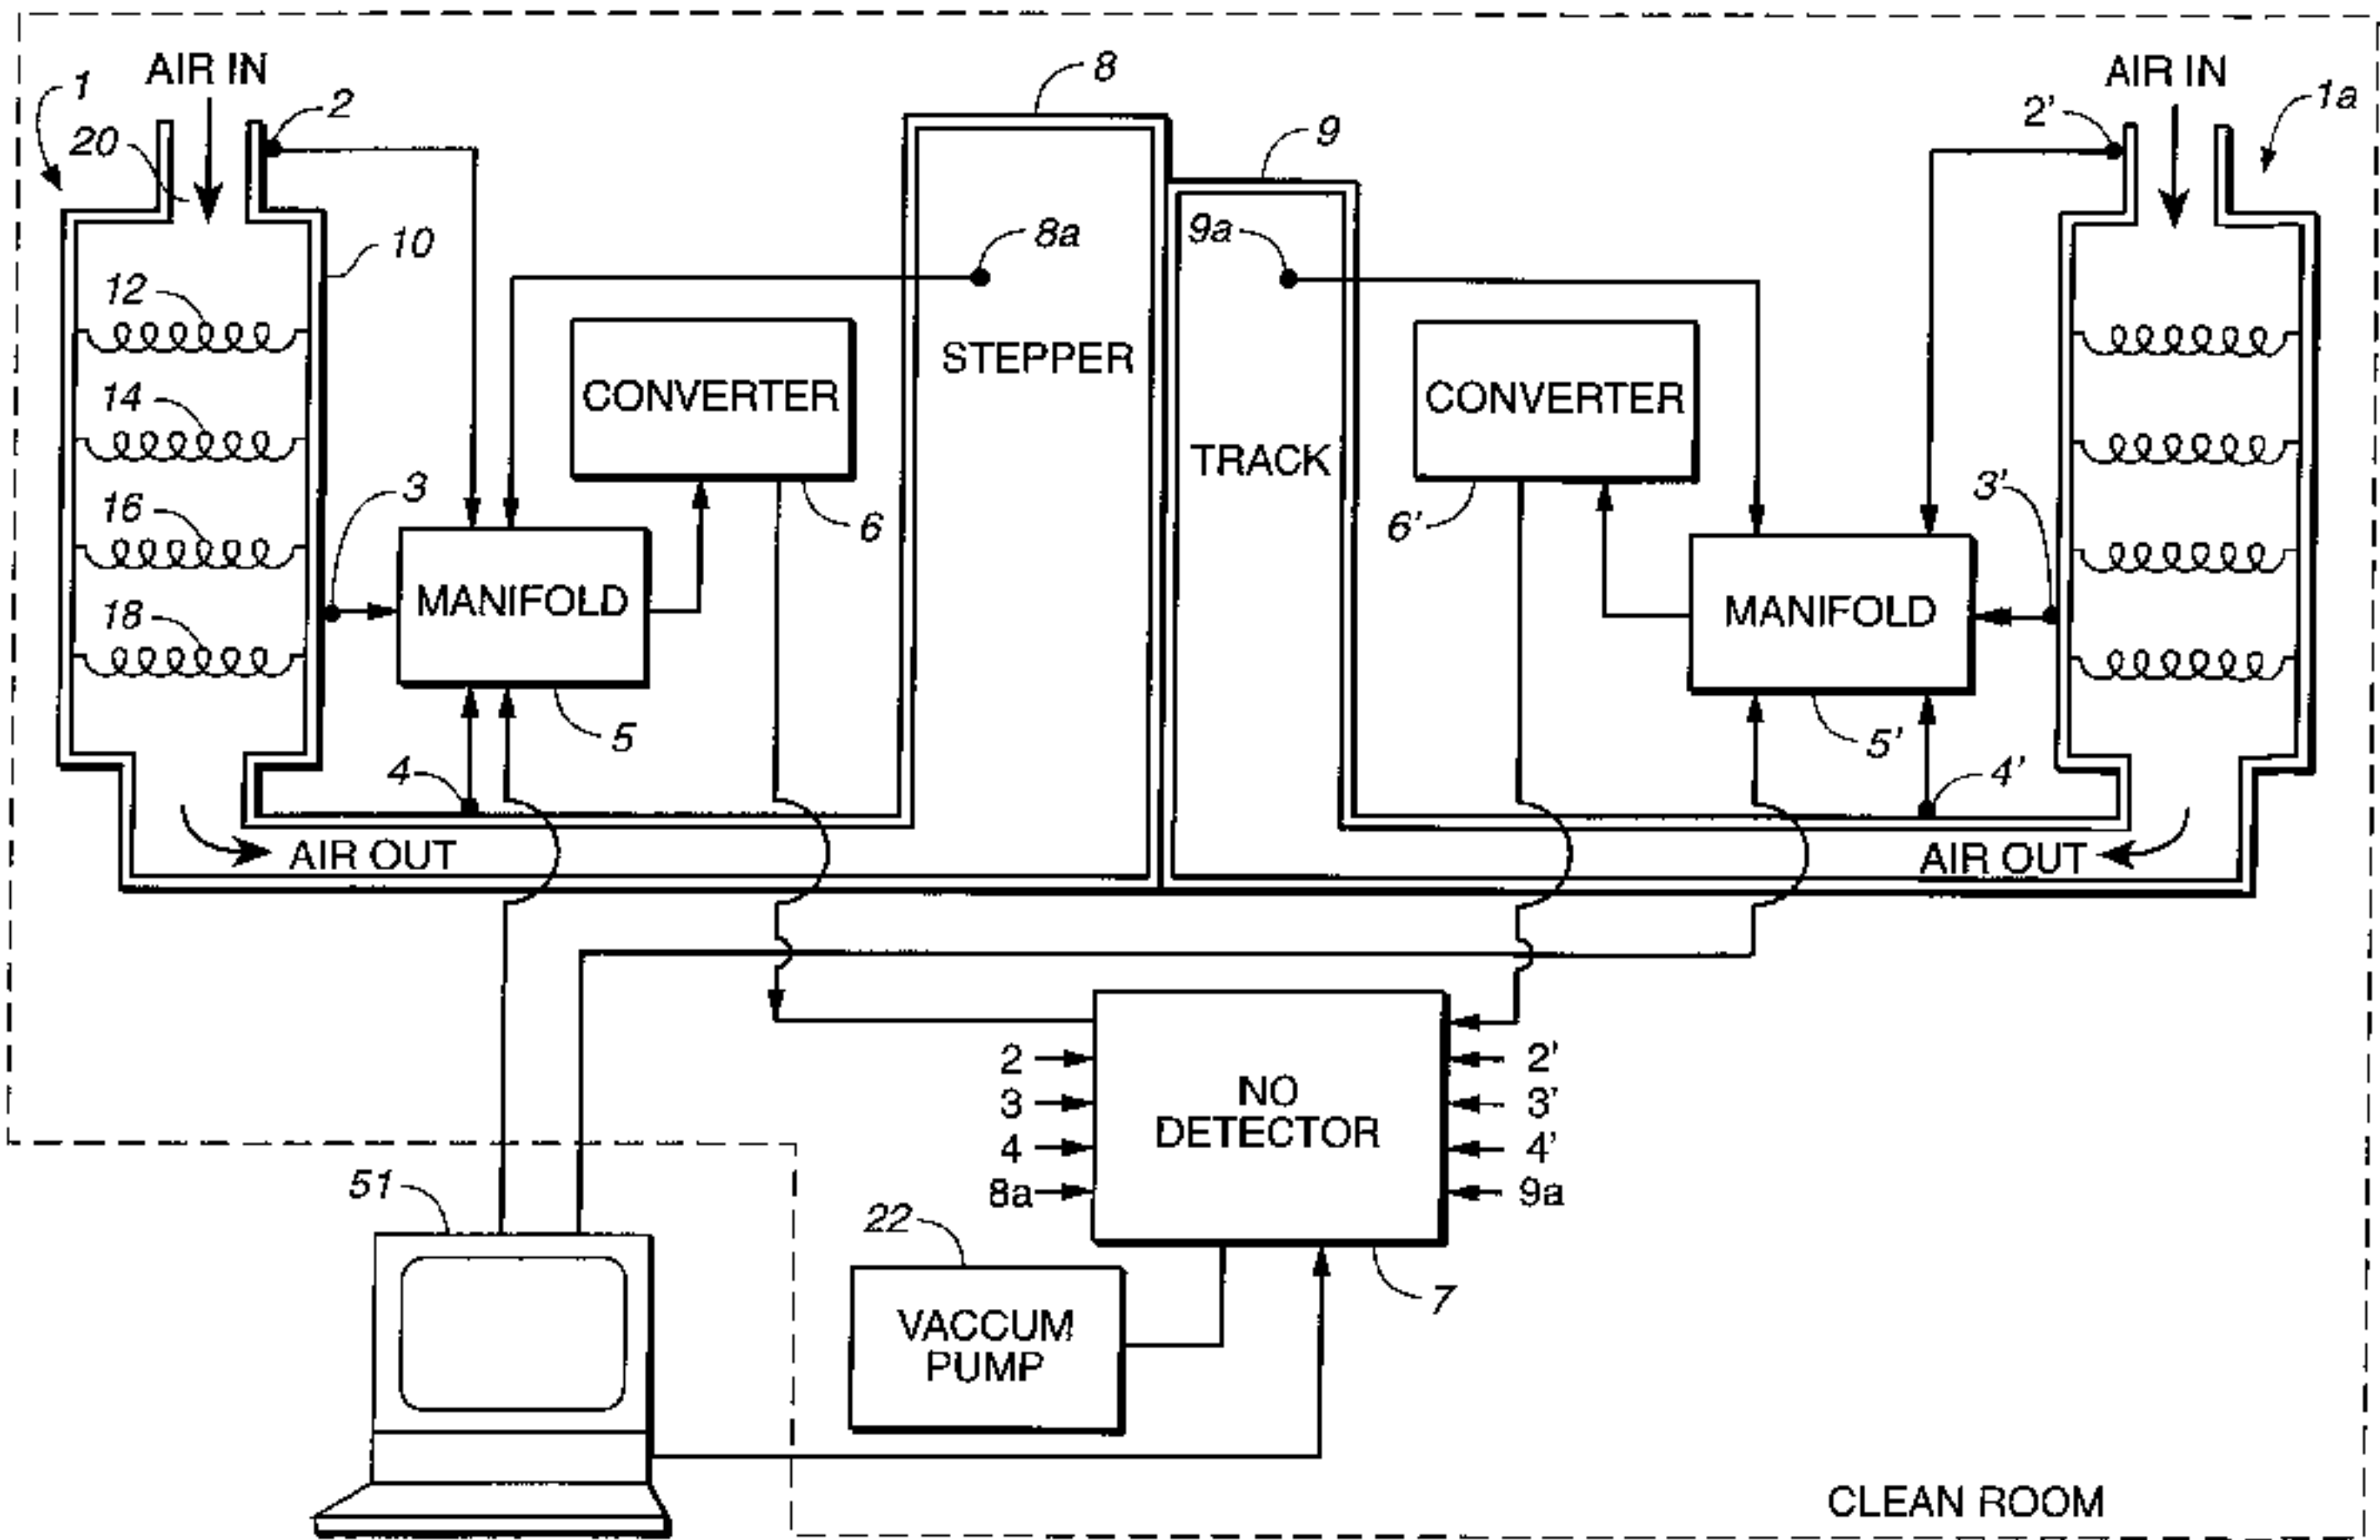 AIR IN
1
20
2
10
12
14
16
18
3
MANIFOLD
5
4
AIR OUT
CONVERTER
6
8
8a
STEPPER
9
9a
TRACK
CONVERTER
6'
AIR IN
2'
1a
3'
MANIFOLD
5'
4'
AIR OUT
2
3
4
8a
NO
DETECTOR
2'
3'
4'
9a
7
22
VACCUM
PUMP
51
CLEAN ROOM